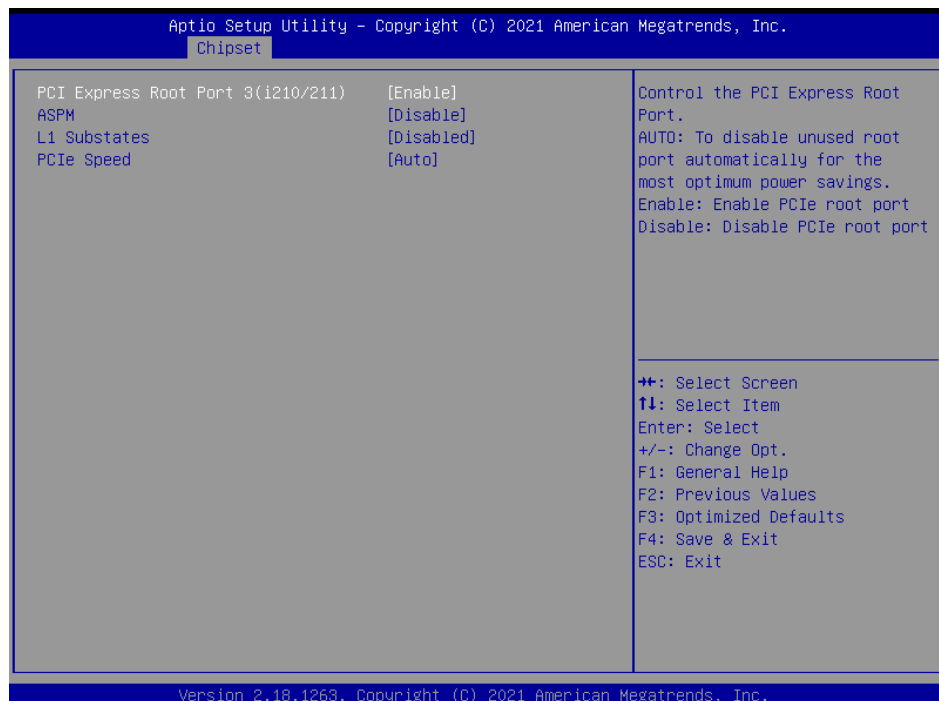 Aptio Setup Utility – Copyright (C) 2021 American Megatrends, Inc.
Chipset
PCI Express Root Port 3(i210/211) [Enable]
ASPM [Disable]
L1 Substates [Disabled]
PCIe Speed [Auto]
Control the PCI Express Root
Port.
AUTO: To disable unused root
port automatically for the
most optimum power savings.
Enable: Enable PCIe root port
Disable: Disable PCIe root port
→←: Select Screen
↑↓: Select Item
Enter: Select
+/-: Change Opt.
F1: General Help
F2: Previous Values
F3: Optimized Defaults
F4: Save & Exit
ESC: Exit
Version 2.18.1263. Copyright (C) 2021 American Megatrends, Inc.